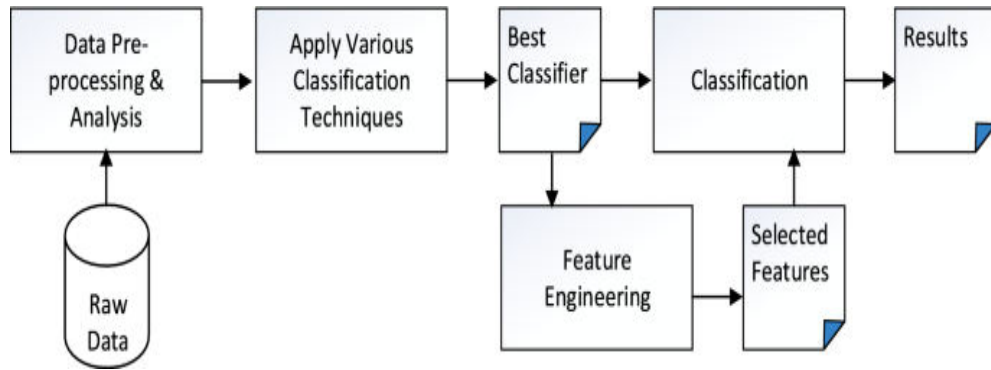 Data Pre-
processing &
Analysis
Apply Various
Classification
Techniques
Best
Classifier
Classification
Results
Raw
Data
Feature
Engineering
Selected
Features